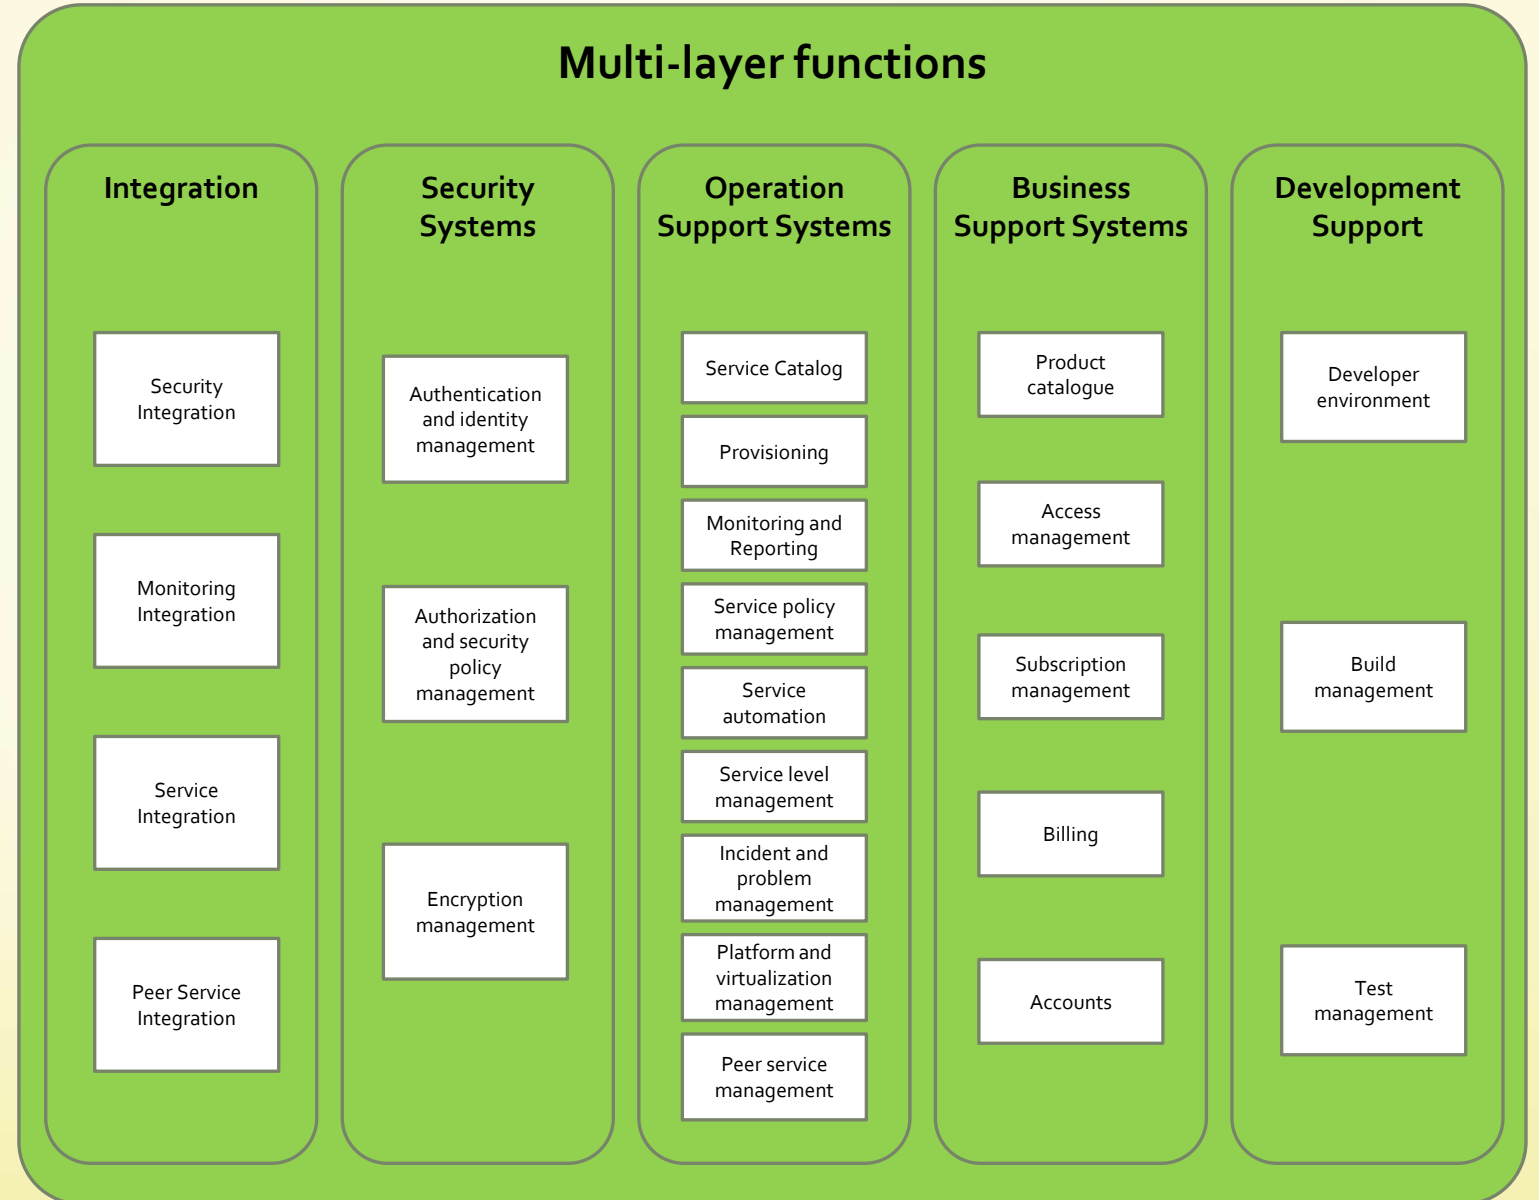 Multi-layer functions
Integration
Security
Integration
Monitoring
Integration
Service
Integration
Peer Service
Integration
Security
Systems
Authentication
and identity
management
Authorization
and security
policy
management
Encryption
management
Operation
Support Systems
Service Catalog
Provisioning
Monitoring and
Reporting
Service policy
management
Service
automation
Service level
management
Incident and
problem
management
Platform and
virtualization
management
Peer service
management
Business
Support Systems
Product
catalogue
Access
management
Subscription
management
Billing
Accounts
Development
Support
Developer
environment
Build
management
Test
management